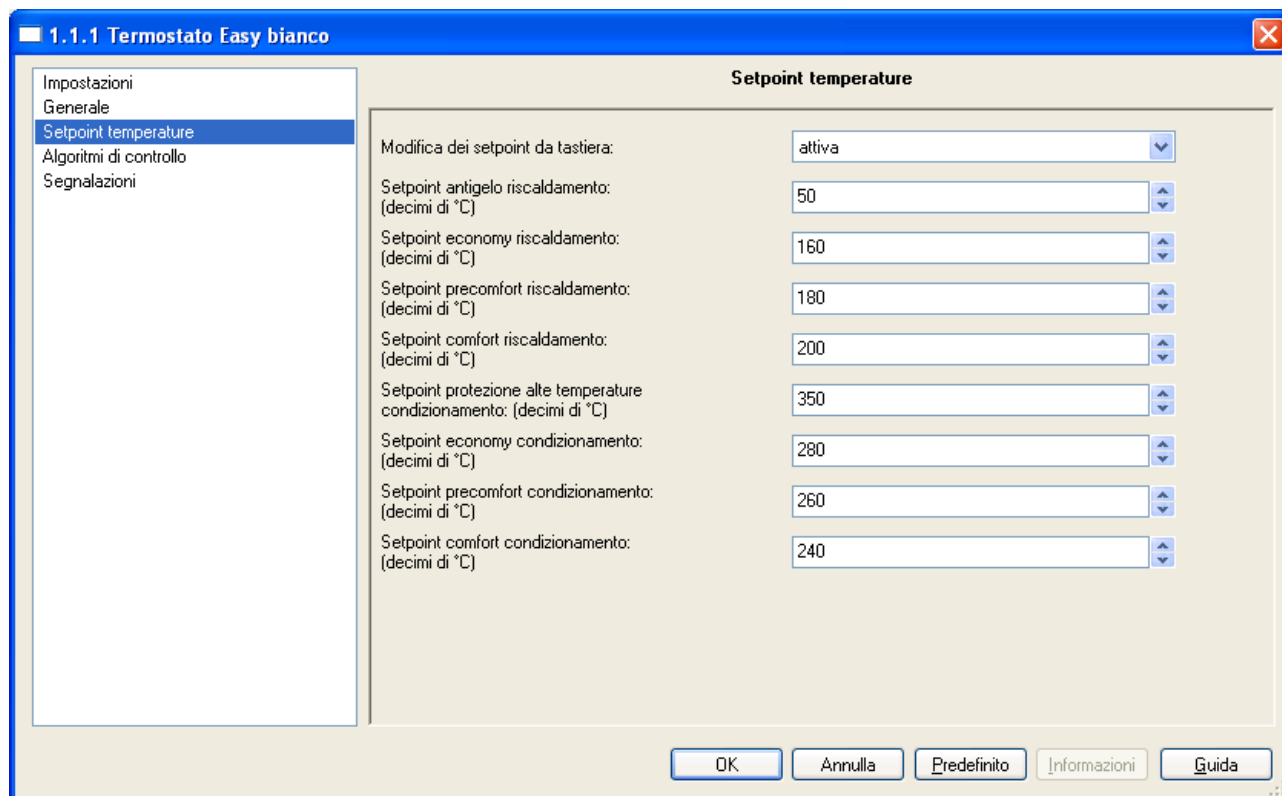 1.1.1 Termostato Easy bianco
Impostazioni
Generale
Setpoint temperature
Algoritmi di controllo
Segnalazioni
Setpoint temperature
Modifica dei setpoint da tastiera:
attiva
Setpoint antigelo riscaldamento:
(decimi di °C)
50
Setpoint economy riscaldamento:
(decimi di °C)
160
Setpoint precomfort riscaldamento:
(decimi di °C)
180
Setpoint comfort riscaldamento:
(decimi di °C)
200
Setpoint protezione alte temperature
condizionamento: (decimi di °C)
350
Setpoint economy condizionamento:
(decimi di °C)
280
Setpoint precomfort condizionamento:
(decimi di °C)
260
Setpoint comfort condizionamento:
(decimi di °C)
240
OK
Annulla
Predefinito
Informazioni
Guida